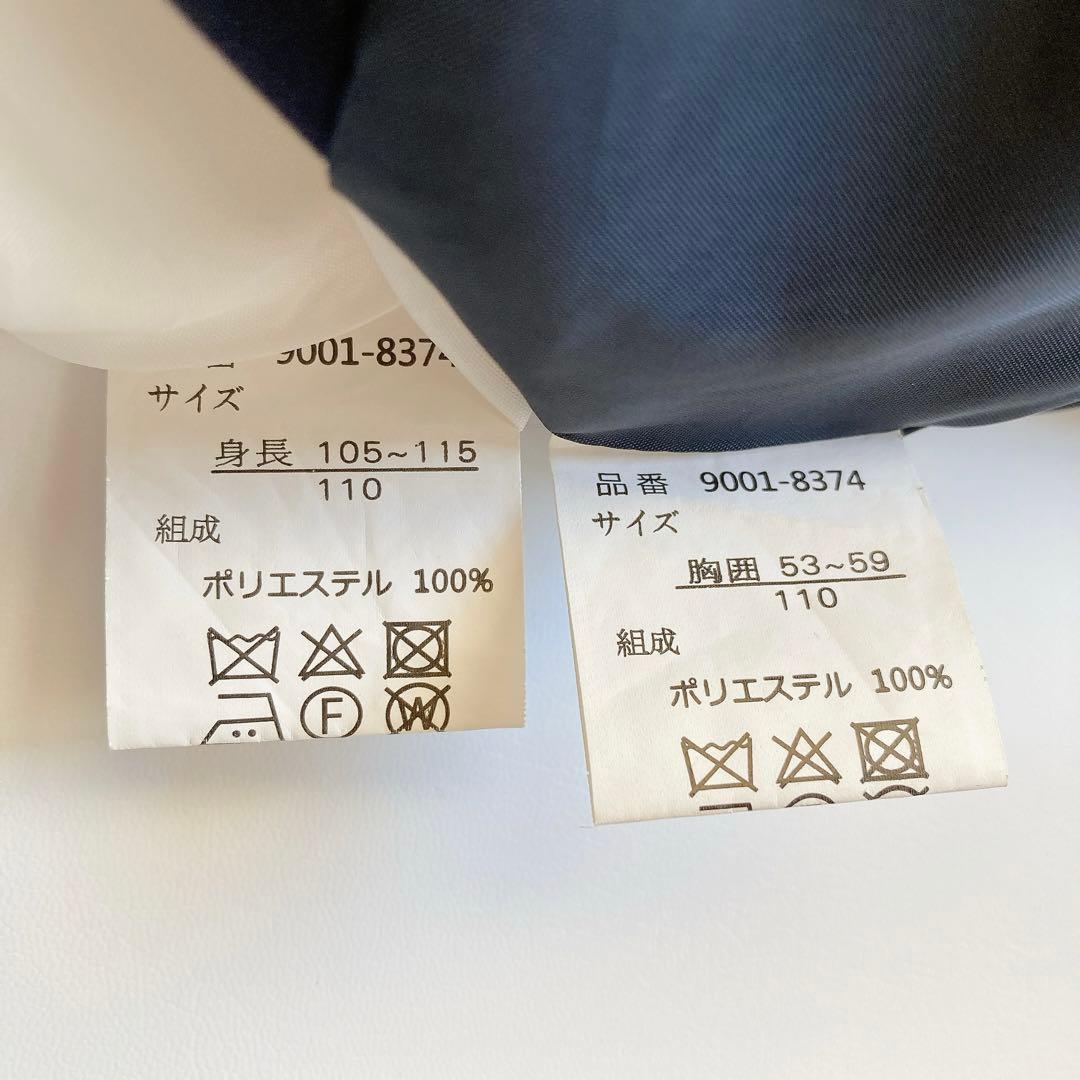 9001-8374
サイズ
身長 105~115
110
組成
ポリエステル 100%
F
W
品番 9001-8374
サイズ
胸囲 53~59
110
組成
ポリエステル 100%